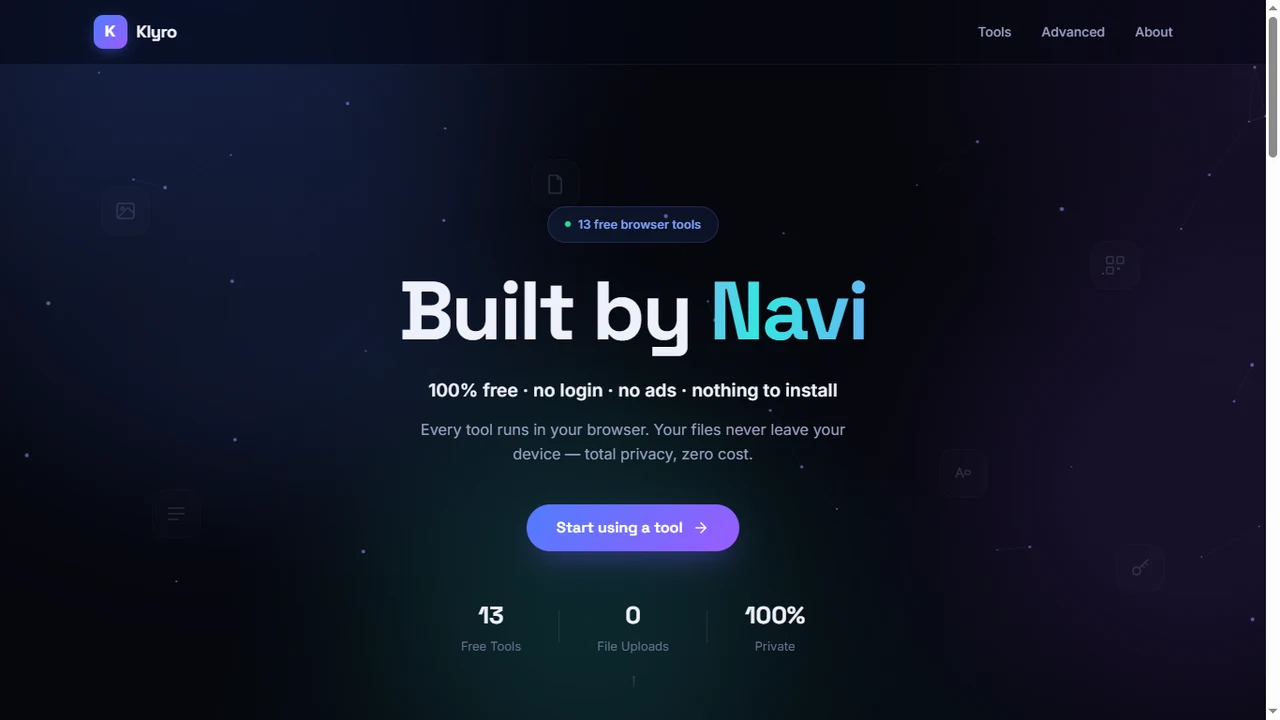 K Klyro
Tools Advanced About
13 free browser tools
Built by Navi
100% free · no login · no ads · nothing to install
Every tool runs in your browser. Your files never leave your
device — total privacy, zero cost.
Start using a tool →
13 0 100%
Free Tools File Uploads Private